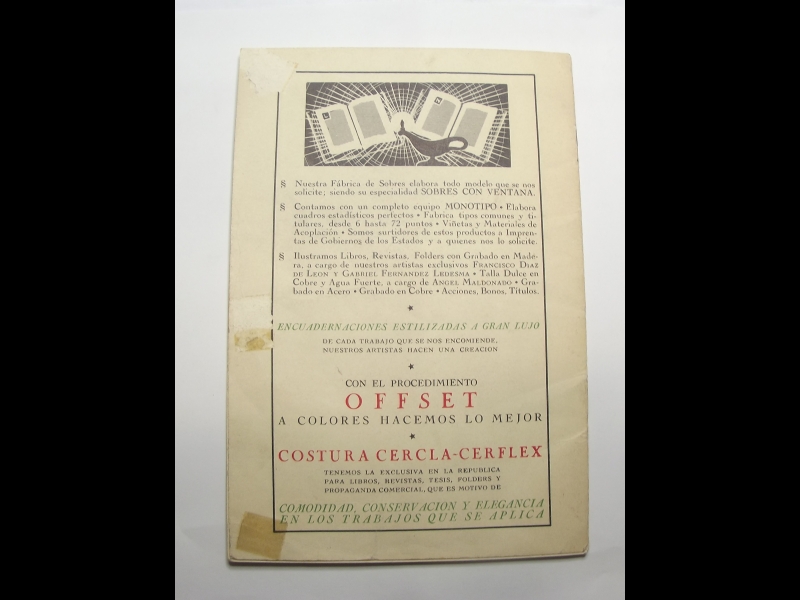 § Nuestra Fábrica de Sobres elabora todo modelo que se nos
solicite; siendo su especialidad SOBRES CON VENTANA.
§ Contamos con un completo equipo MONOTIPO • Elabora
cuadros estadísticos perfectos • Fabrica tipos comunes y ti-
tulares, desde 6 hasta 72 puntos • Viñetas y Materiales de
Acoplación • Somos surtidores de estos productos a Impren-
tas de Gobiernos de los Estados y a quienes nos lo solicite.
§ Ilustramos Libros, Revistas, Folders con Grabado en Made-
ra, a cargo de nuestros artistas exclusivos FRANCISCO DIAZ
DE LEON Y GABRIEL FERNANDEZ LEDESMA • Talla Dulce en
Cobre y Agua Fuerte, a cargo de ANGEL MALDONADO • Gra-
bado en Acero • Grabado en Cobre • Acciones, Bonos, Títulos.
ENCUADERNACIONES ESTILIZADAS A GRAN LUJO
DE CADA TRABAJO QUE SE NOS ENCOMIENDE,
NUESTROS ARTISTAS HACEN UNA CREACION
CON EL PROCEDIMIENTO
OFFSET
A COLORES HACEMOS LO MEJOR
COSTURA CERCLA-CERFLEX
TENEMOS LA EXCLUSIVA EN LA REPUBLICA
PARA LIBROS, REVISTAS, TESIS, FOLDERS Y
PROPAGANDA COMERCIAL, QUE ES MOTIVO DE
COMODIDAD, CONSERVACION Y ELEGANCIA
EN LOS TRABAJOS QUE SE APLICA